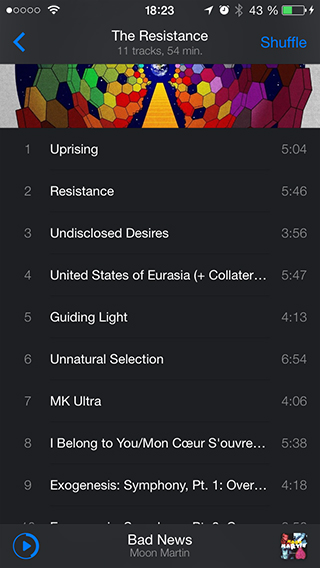 18:23 43 %
The Resistance
11 tracks, 54 min.
Shuffle
1 Uprising 5:04
2 Resistance 5:46
3 Undisclosed Desires 3:56
4 United States of Eurasia (+ Collater… 5:47
5 Guiding Light 4:13
6 Unnatural Selection 6:54
7 MK Ultra 4:06
8 I Belong to You/Mon Cœur S'ouvre… 5:38
9 Exogenesis: Symphony, Pt. 1: Over… 4:18
Bad News
Moon Martin